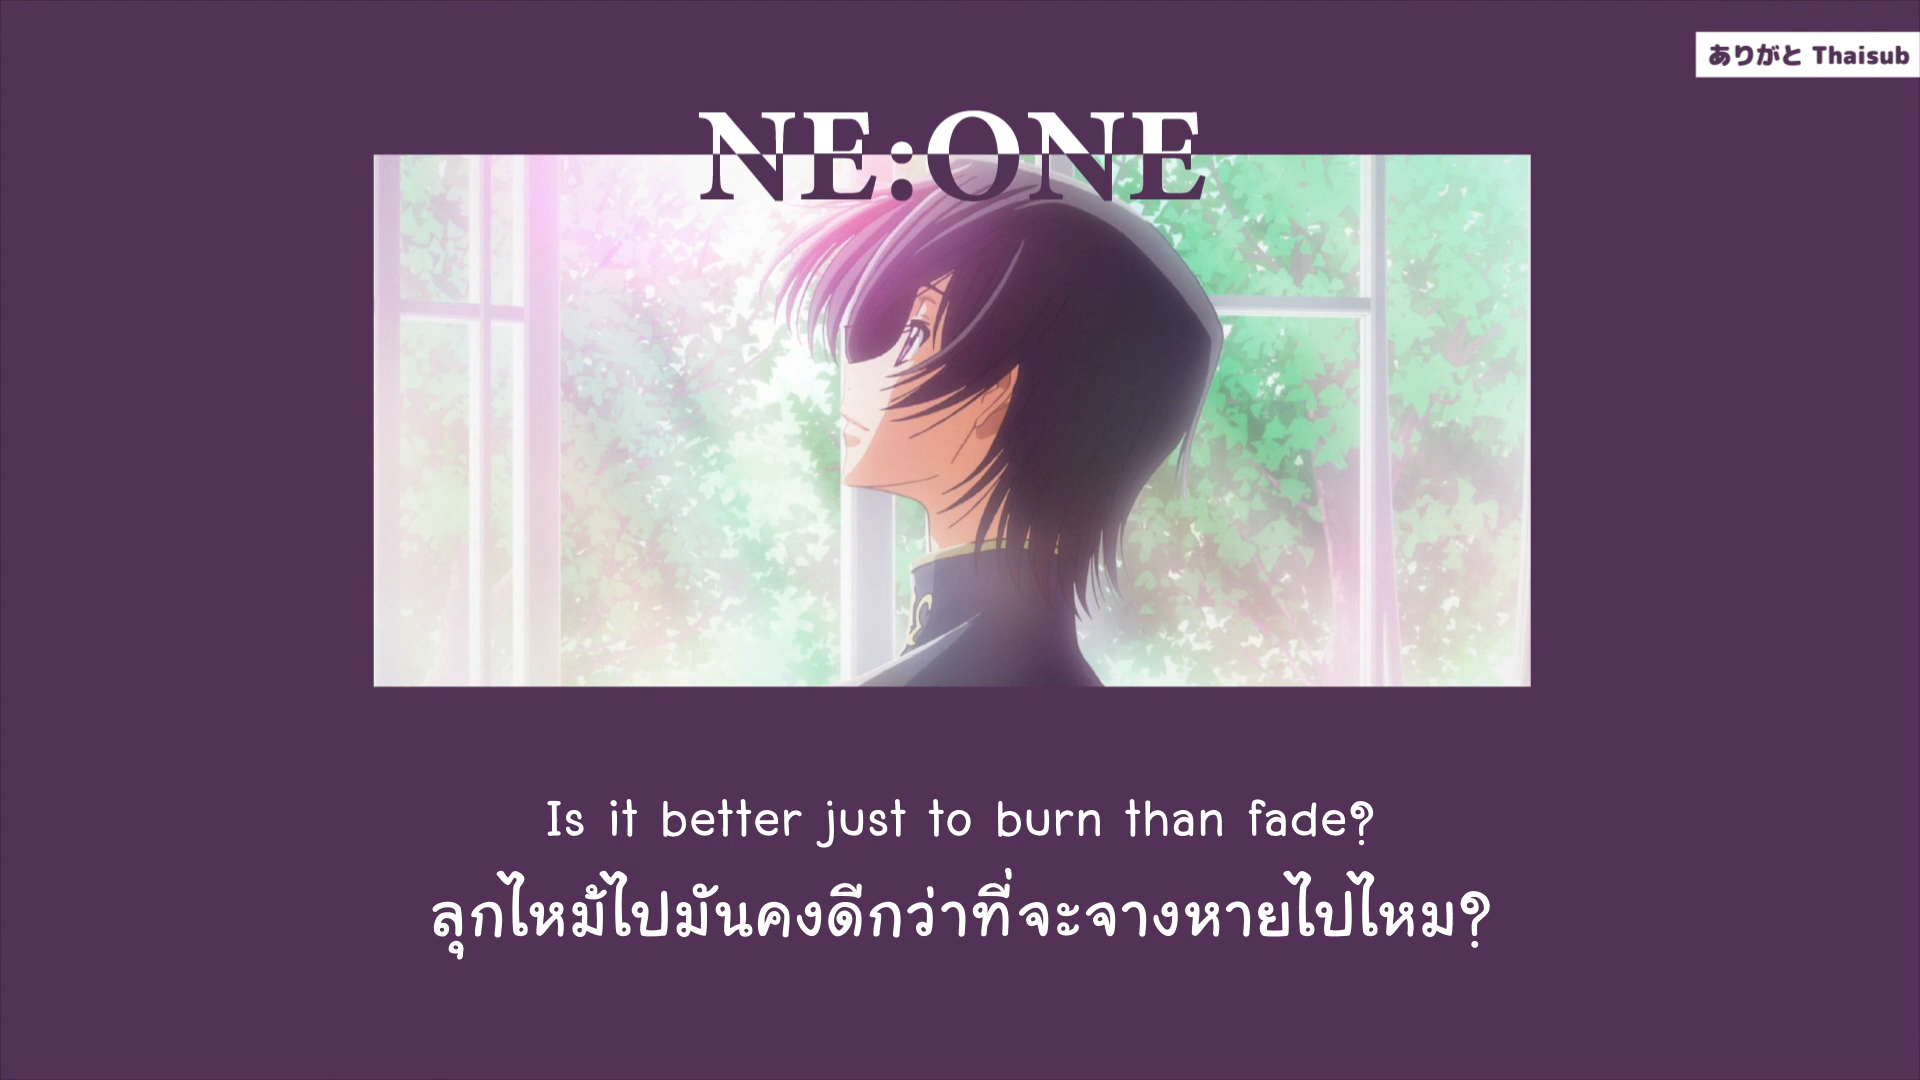 ありがと Thaisub
NE:ONE
Is it better just to burn than fade?
ลุกไหม้ไปมันคงดีกว่าที่จะจางหายไปไหม?